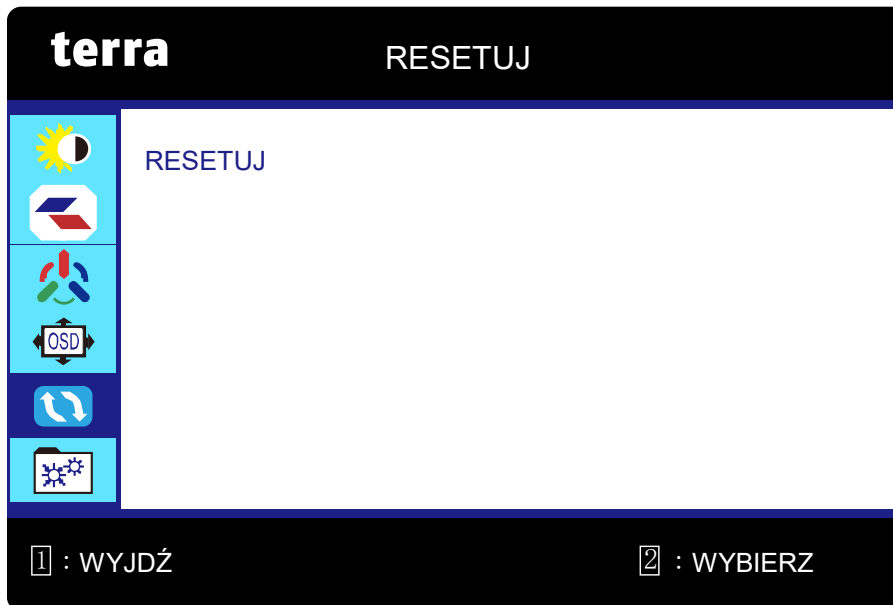 terra
RESETUJ
RESETUJ
OSD
1 : WYJDŹ
2 : WYBIERZ